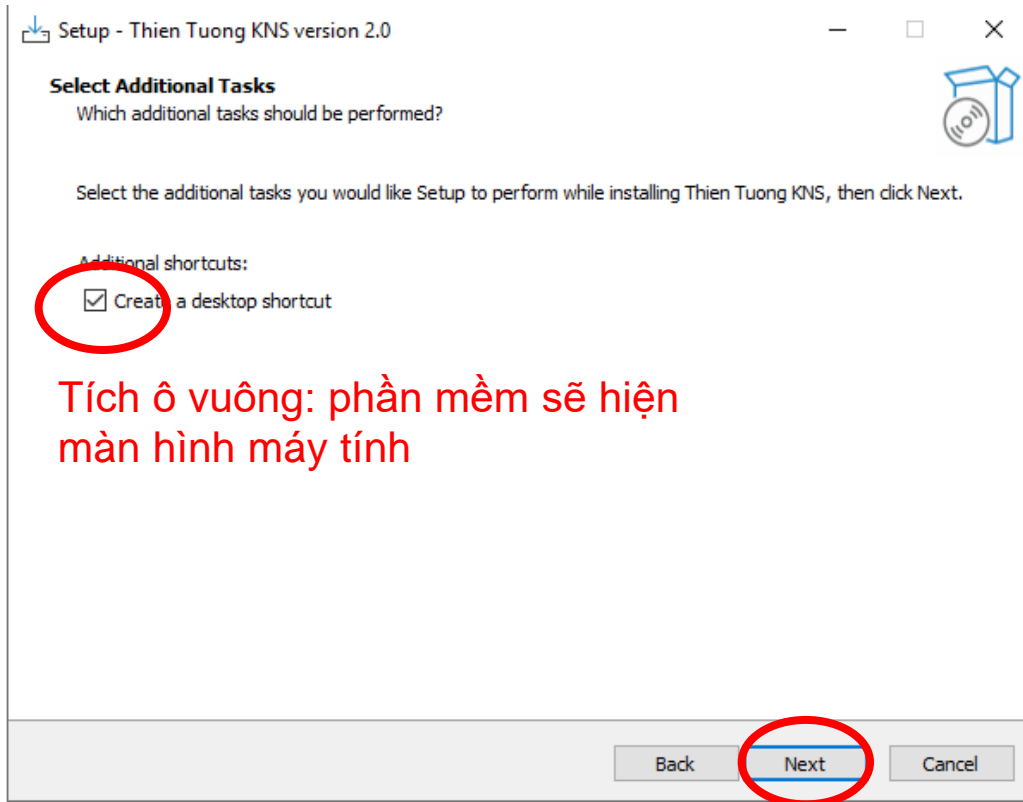 Setup - Thien Tuong KNS version 2.0
Select Additional Tasks
Which additional tasks should be performed?
Select the additional tasks you would like Setup to perform while installing Thien Tuong KNS, then click Next.
Additional shortcuts:
Create a desktop shortcut
Tích ô vuông: phần mềm sẽ hiện
màn hình máy tính
Back
Next
Cancel